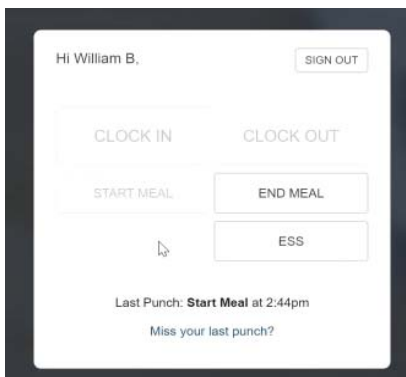 Hi William B,
SIGN OUT
CLOCK IN
CLOCK OUT
START MEAL
END MEAL
ESS
Last Punch: Start Meal at 2:44pm
Miss your last punch?